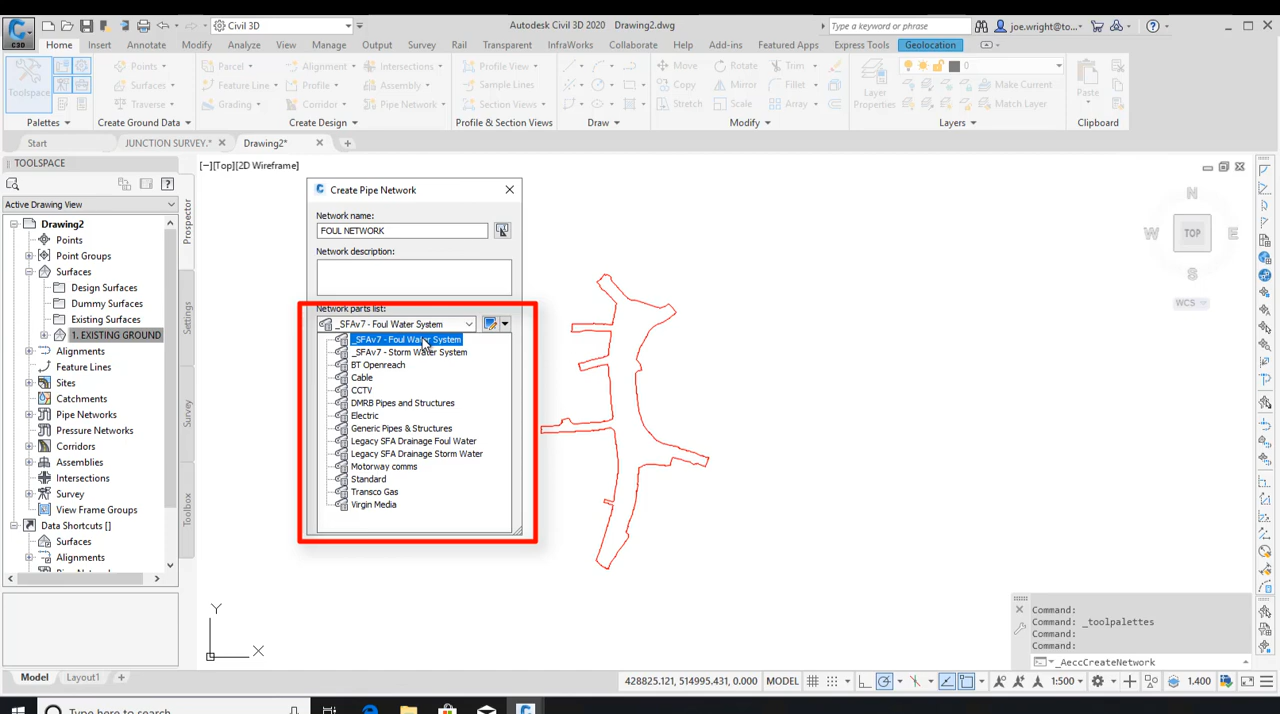 Civil 3D
Autodesk Civil 3D 2020 Drawing2.dwg
Type a keyword or phrase
joe.wright@to...
C3D
Home Insert Annotate Modify Analyze View Manage Output Survey Rail Transparent InfraWorks Collaborate Help Add-ins Featured Apps Express Tools Geolocation
Toolspace
Points
Surfaces
Traverse
Parcel
Feature Line
Grading
Alignment
Profile
Corridor
Intersections
Assembly
Pipe Network
Profile View
Sample Lines
Section Views
Move
Copy
Stretch
Rotate
Mirror
Scale
Trim
Fillet
Array
Layer
Properties
0
Make Current
Match Layer
Paste
Palettes Create Ground Data Create Design Profile & Section Views Draw Modify Layers Clipboard
Start JUNCTION SURVEY.* Drawing2*
TOOLSPACE
Active Drawing View
Drawing2
Points
Point Groups
Surfaces
Design Surfaces
Dummy Surfaces
Existing Surfaces
1. EXISTING GROUND
Alignments
Feature Lines
Sites
Catchments
Pipe Networks
Pressure Networks
Corridors
Assemblies
Intersections
Survey
View Frame Groups
Data Shortcuts []
Surfaces
Alignments
Prospector
Settings
Survey
Toolbox
[−][Top][2D Wireframe]
Create Pipe Network
Network name:
FOUL NETWORK
Network description:
Network parts list:
_SFAv7 - Foul Water System
_SFAv7 - Foul Water System
_SFAv7 - Storm Water System
BT Openreach
Cable
CCTV
DMRB Pipes and Structures
Electric
Generic Pipes & Structures
Legacy SFA Drainage Foul Water
Legacy SFA Drainage Storm Water
Motorway comms
Standard
Transco Gas
Virgin Media
N
W TOP E
S
WCS
Y
X
Command:
Command: _toolpalettes
Command:
Command:
_AeccCreateNetwork
Model Layout1
428825.121, 514995.431, 0.000 MODEL 1:500 1.400
Type here to search